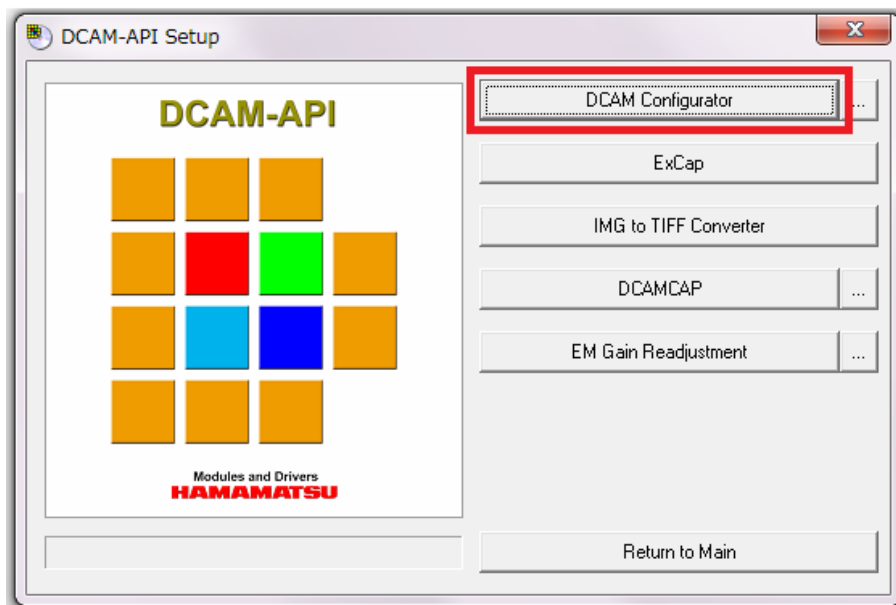 DCAM-API Setup
DCAM-API
Modules and Drivers
HAMAMATSU
DCAM Configurator
...
ExCap
IMG to TIFF Converter
DCAMCAP
...
EM Gain Readjustment
...
Return to Main